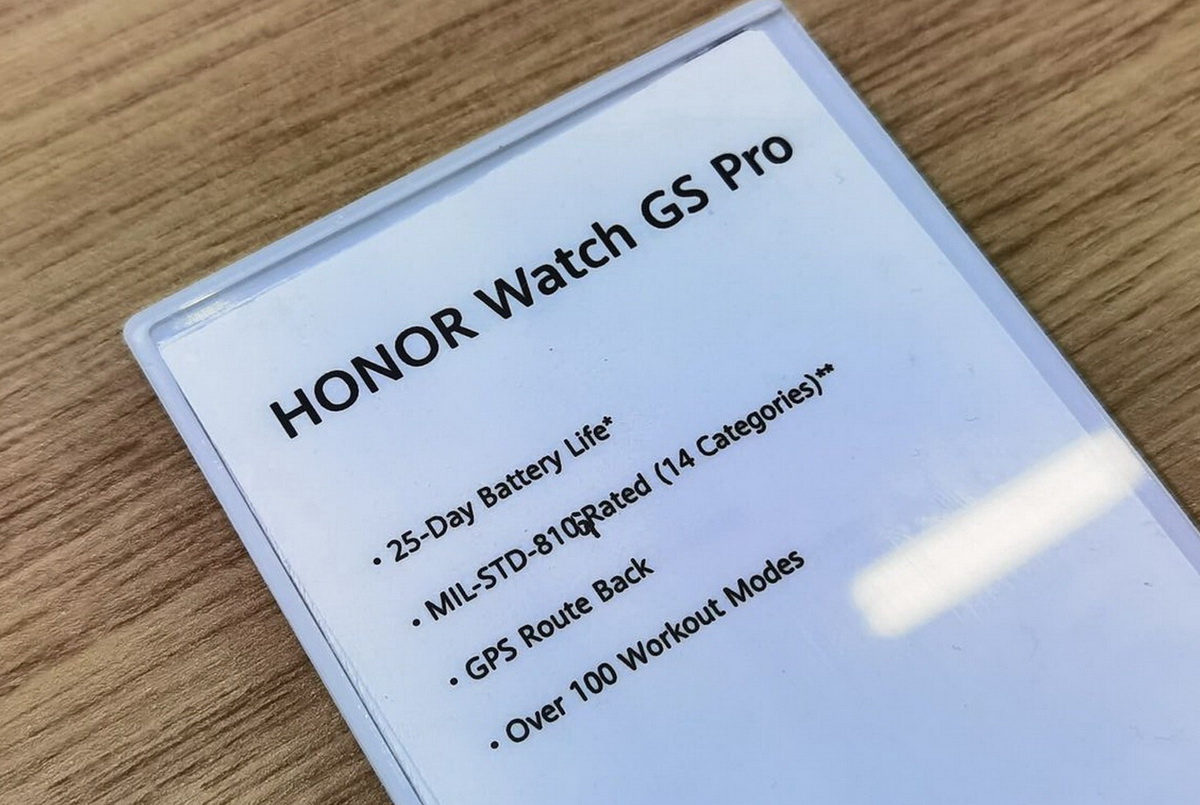 HONOR Watch GS Pro
• 25-Day Battery Life*
• MIL-STD-810G Rated (14 Categories)**
• GPS Route Back
• Over 100 Workout Modes